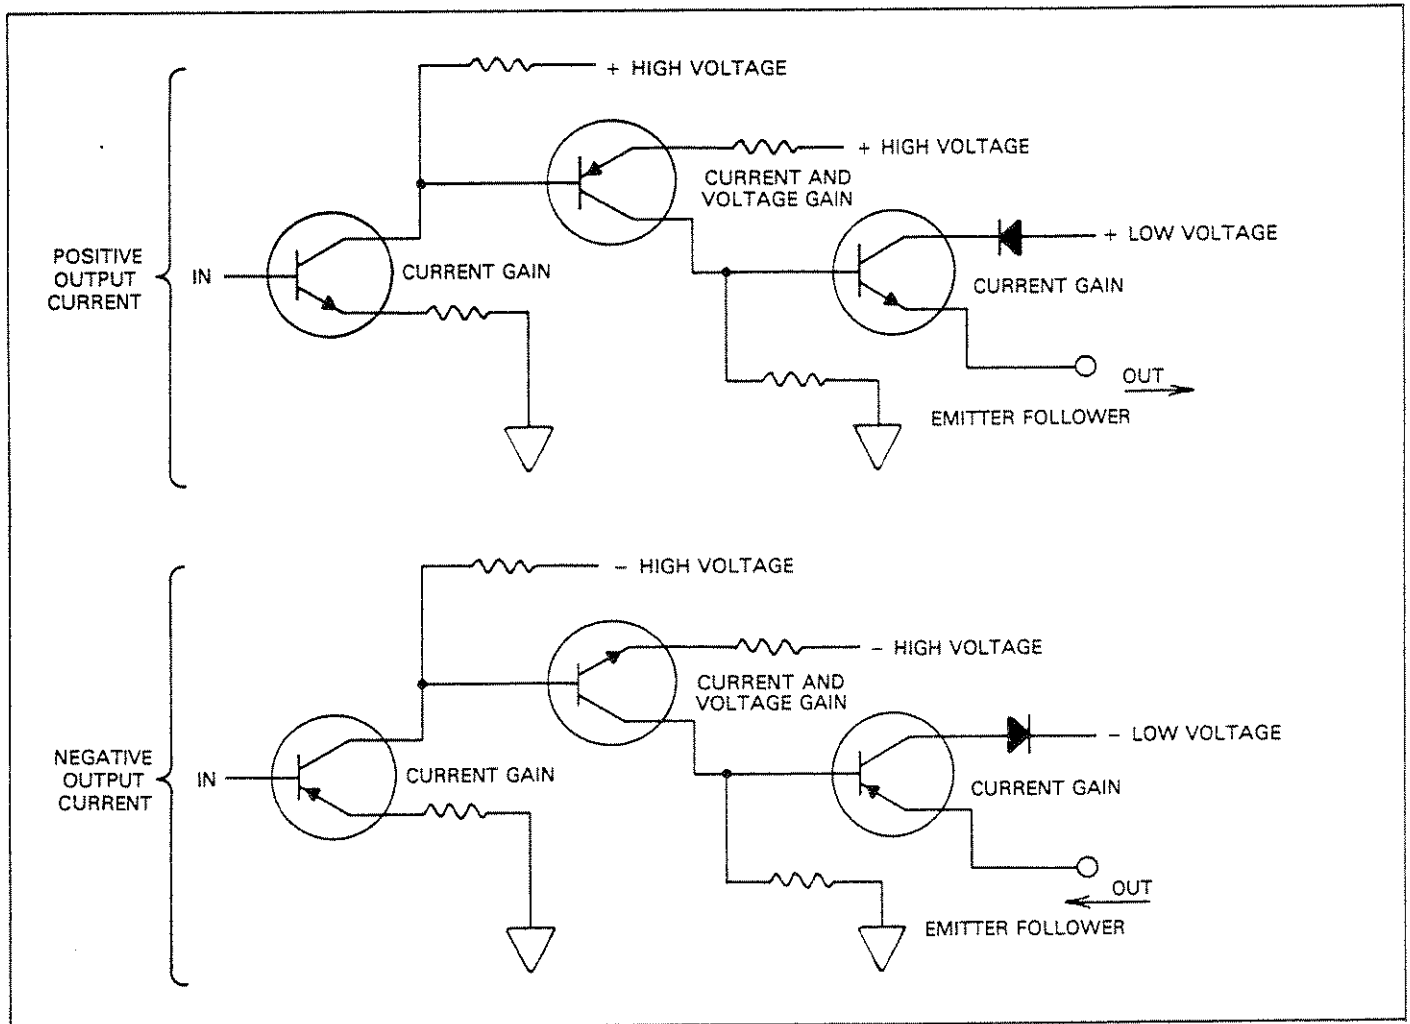 + HIGH VOLTAGE
+ HIGH VOLTAGE
CURRENT AND
VOLTAGE GAIN
+ LOW VOLTAGE
POSITIVE
OUTPUT
CURRENT
IN
CURRENT GAIN
CURRENT GAIN
OUT
EMITTER FOLLOWER
− HIGH VOLTAGE
− HIGH VOLTAGE
CURRENT AND
VOLTAGE GAIN
− LOW VOLTAGE
NEGATIVE
OUTPUT
CURRENT
IN
CURRENT GAIN
CURRENT GAIN
OUT
EMITTER FOLLOWER